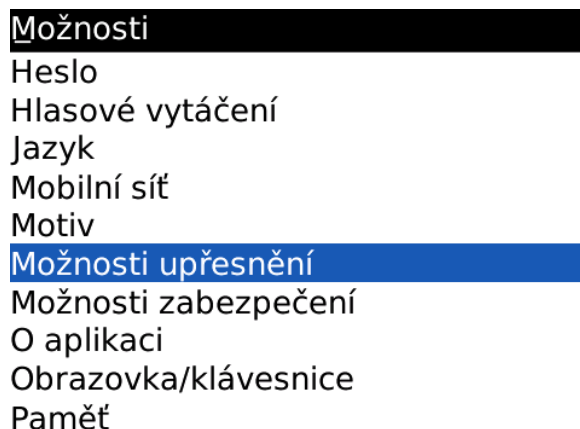 Možnosti
Heslo
Hlasové vytáčení
Jazyk
Mobilní síť
Motiv
Možnosti upřesnění
Možnosti zabezpečení
O aplikaci
Obrazovka/klávesnice
Paměť